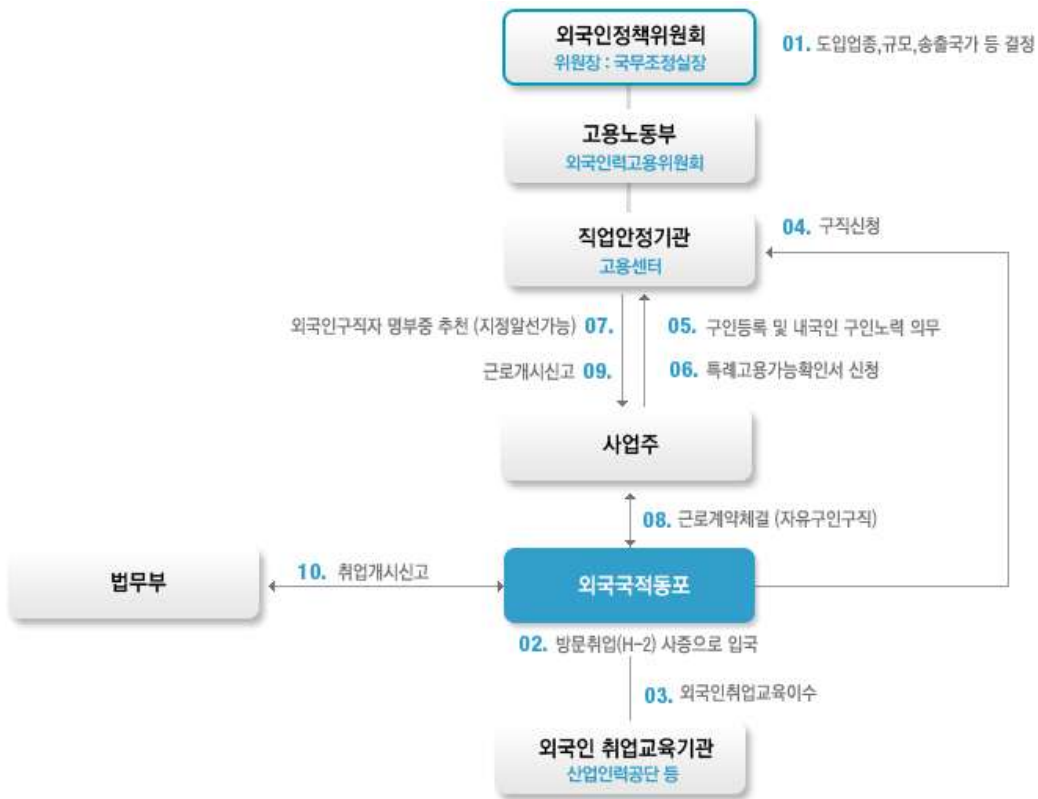 외국인정책위원회
위원장 : 국무조정실장
01. 도입업종,규모,송출국가 등 결정
고용노동부
외국인력고용위원회
직업안정기관
고용센터
04. 구직신청
외국인구직자 명부중 추천 (지정알선가능) 07.
05. 구인등록 및 내국인 구인노력 의무
근로개시신고 09.
06. 특례고용가능확인서 신청
사업주
08. 근로계약체결 (자유구인구직)
법무부
10. 취업개시신고
외국국적동포
02. 방문취업(H-2) 사증으로 입국
03. 외국인취업교육이수
외국인 취업교육기관
산업인력공단 등